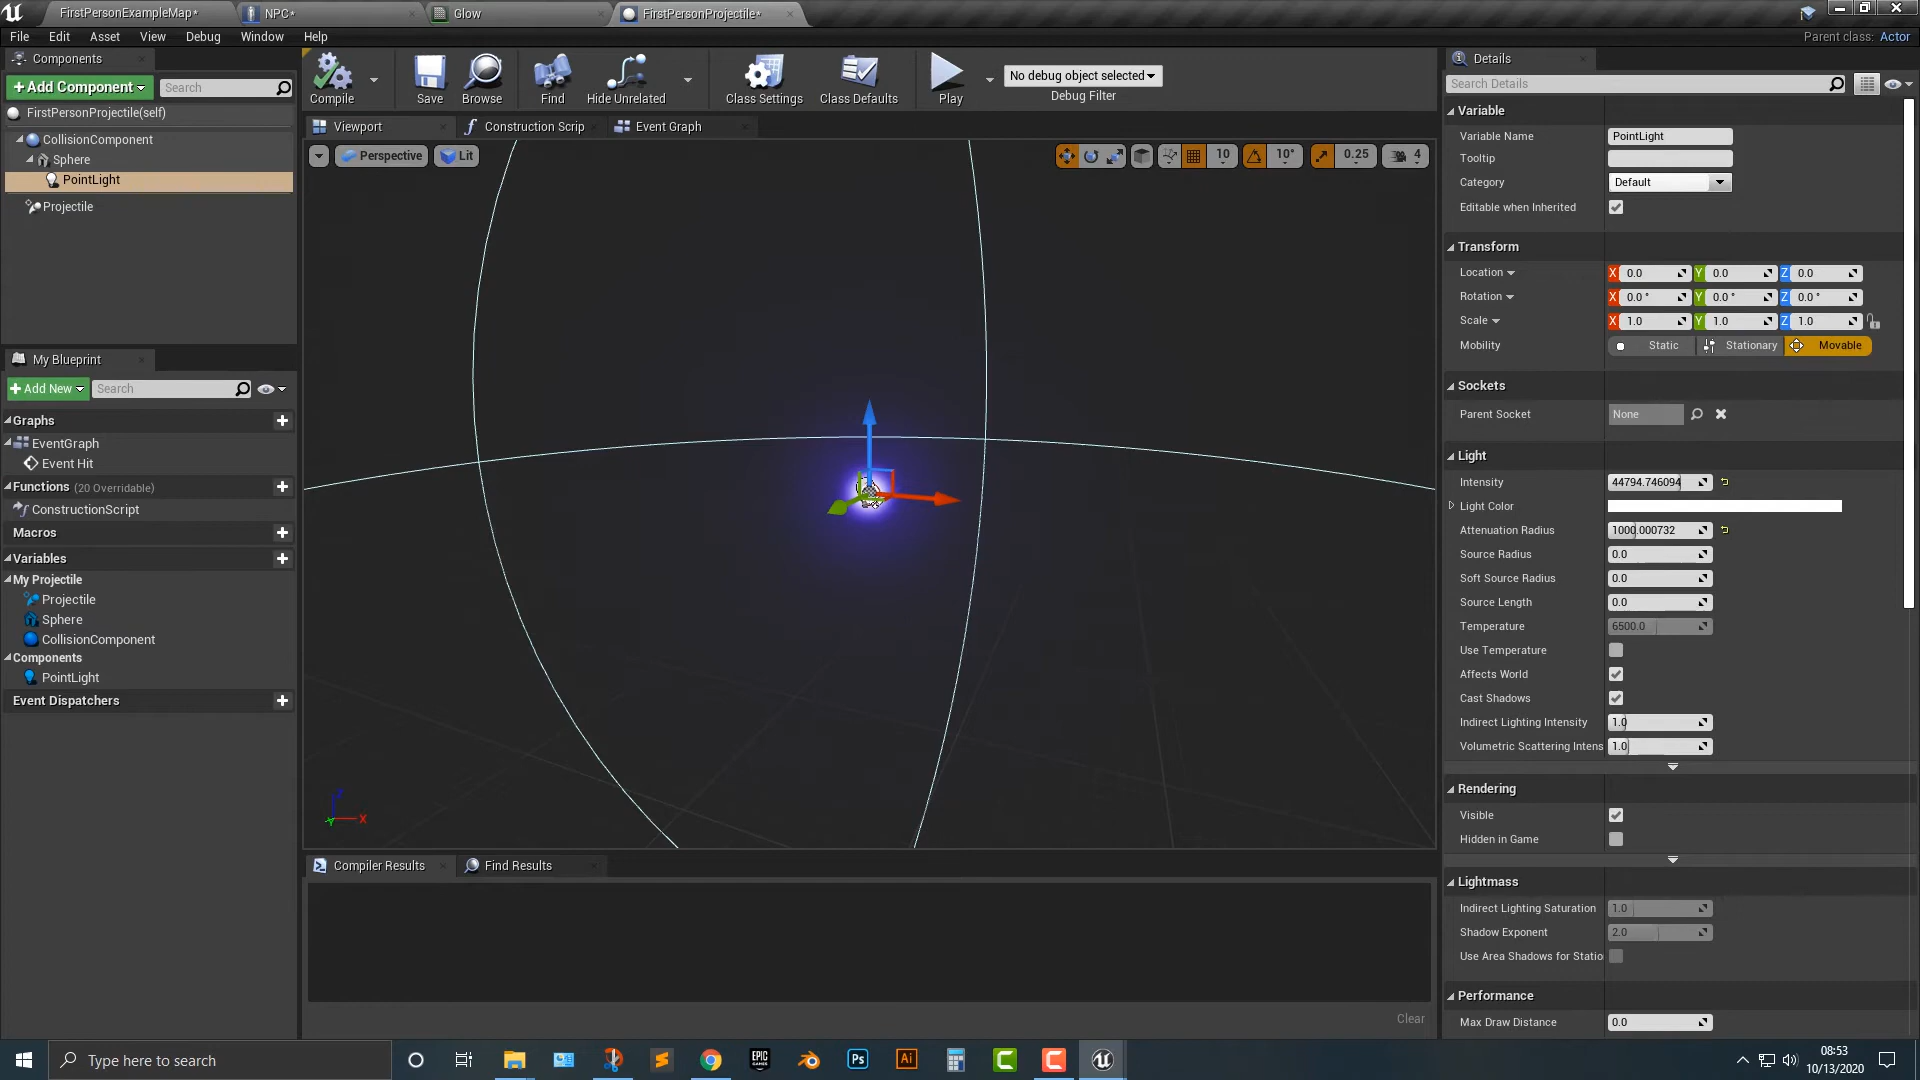 FirstPersonExampleMap*
NPC*
Glow
FirstPersonProjectile*
File Edit Asset View Debug Window Help
Parent class: Actor
Components
+Add Component
Search
FirstPersonProjectile(self)
CollisionComponent
Sphere
PointLight
Projectile
Compile
Save
Browse
Find
Hide Unrelated
Class Settings
Class Defaults
Play
No debug object selected
Debug Filter
Viewport
Construction Scrip
Event Graph
Perspective
Lit
10
10°
0.25
4
My Blueprint
+Add New
Search
Graphs
EventGraph
Event Hit
Functions (20 Overridable)
ConstructionScript
Macros
Variables
My Projectile
Projectile
Sphere
CollisionComponent
Components
PointLight
Event Dispatchers
Z
X
Y
Compiler Results
Find Results
Clear
Details
Search Details
Variable
Variable Name PointLight
Tooltip
Category Default
Editable when Inherited
Transform
Location X 0.0 Y 0.0 Z 0.0
Rotation X 0.0 ° Y 0.0 ° Z 0.0 °
Scale X 1.0 Y 1.0 Z 1.0
Mobility Static Stationary Movable
Sockets
Parent Socket None
Light
Intensity 44794.746094
Light Color
Attenuation Radius 1000.000732
Source Radius 0.0
Soft Source Radius 0.0
Source Length 0.0
Temperature 6500.0
Use Temperature
Affects World
Cast Shadows
Indirect Lighting Intensity 1.0
Volumetric Scattering Intens 1.0
Rendering
Visible
Hidden in Game
Lightmass
Indirect Lighting Saturation 1.0
Shadow Exponent 2.0
Use Area Shadows for Statio
Performance
Max Draw Distance 0.0
Type here to search
EPIC GAMES
Ps
Ai
08:53
10/13/2020